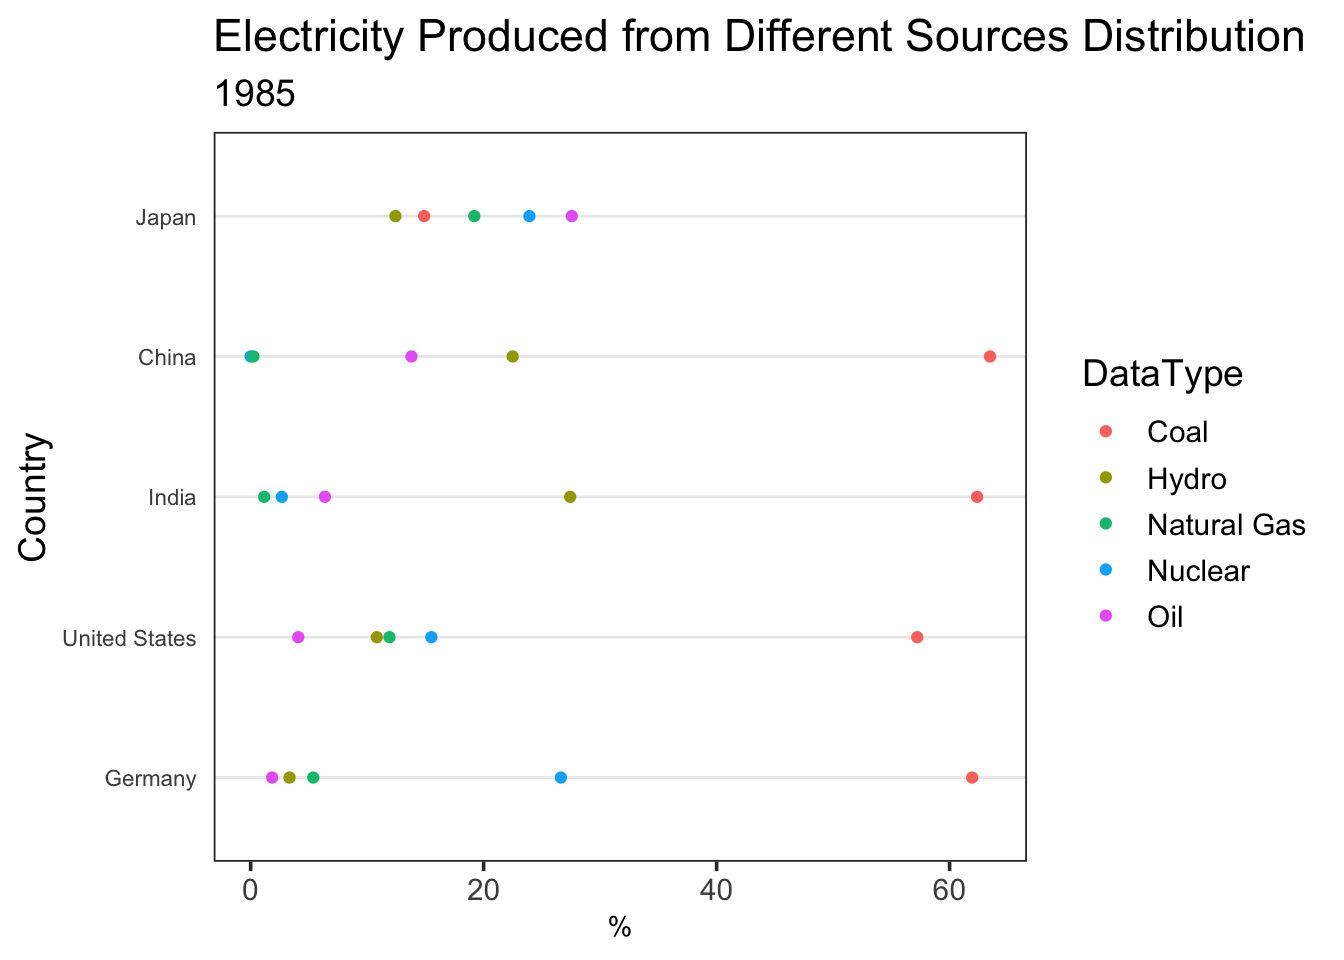 Electricity Produced from Different Sources Distribution
1985
Country
Japan
China
India
United States
Germany
0 20 40 60
%
DataType
Coal
Hydro
Natural Gas
Nuclear
Oil